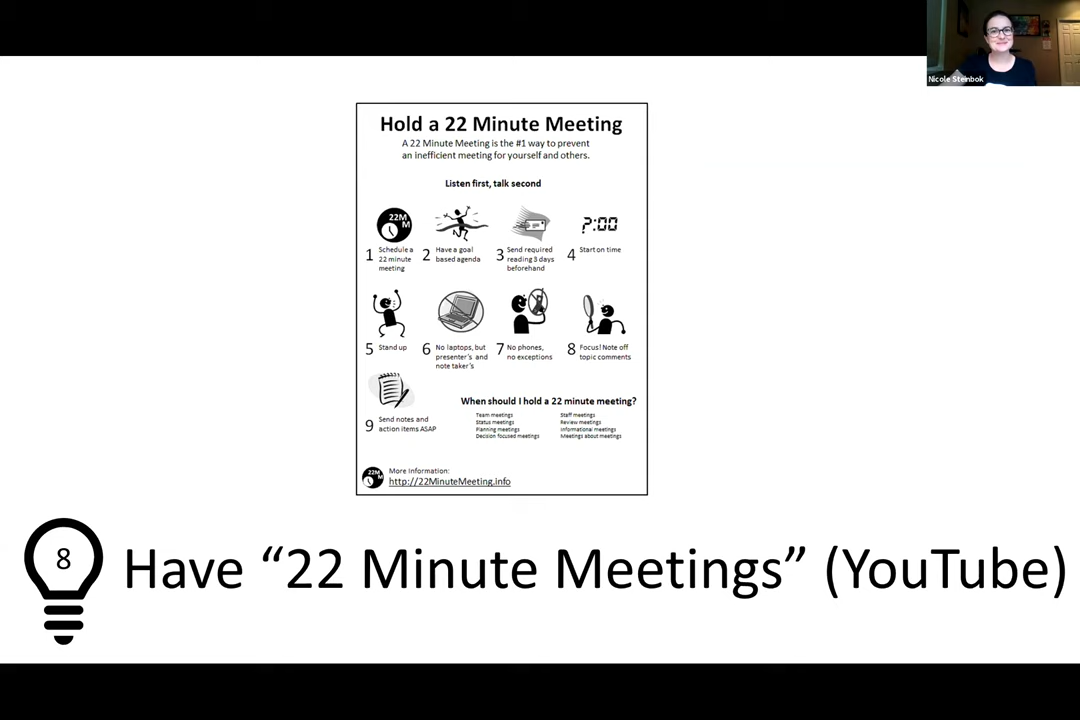 Nicole Steinbok
Hold a 22 Minute Meeting
A 22 Minute Meeting is the #1 way to prevent
an inefficient meeting for yourself and others.
Listen first, talk second
22M
M
1 Schedule a
22 minute
meeting
2 Have a goal
based agenda
3 Send required
reading 3 days
beforehand
?:00
4 Start on time
5 Stand up
6 No laptops, but
presenter's and
note taker's
7 No phones,
no exceptions
8 Focus! Note off
topic comments
9 Send notes and
action items ASAP
When should I hold a 22 minute meeting?
Team meetings
Status meetings
Planning meetings
Decision focused meetings
Staff meetings
Review meetings
Informational meetings
Meetings about meetings
22M
M
More Information:
http://22MinuteMeeting.info
8
Have “22 Minute Meetings” (YouTube)